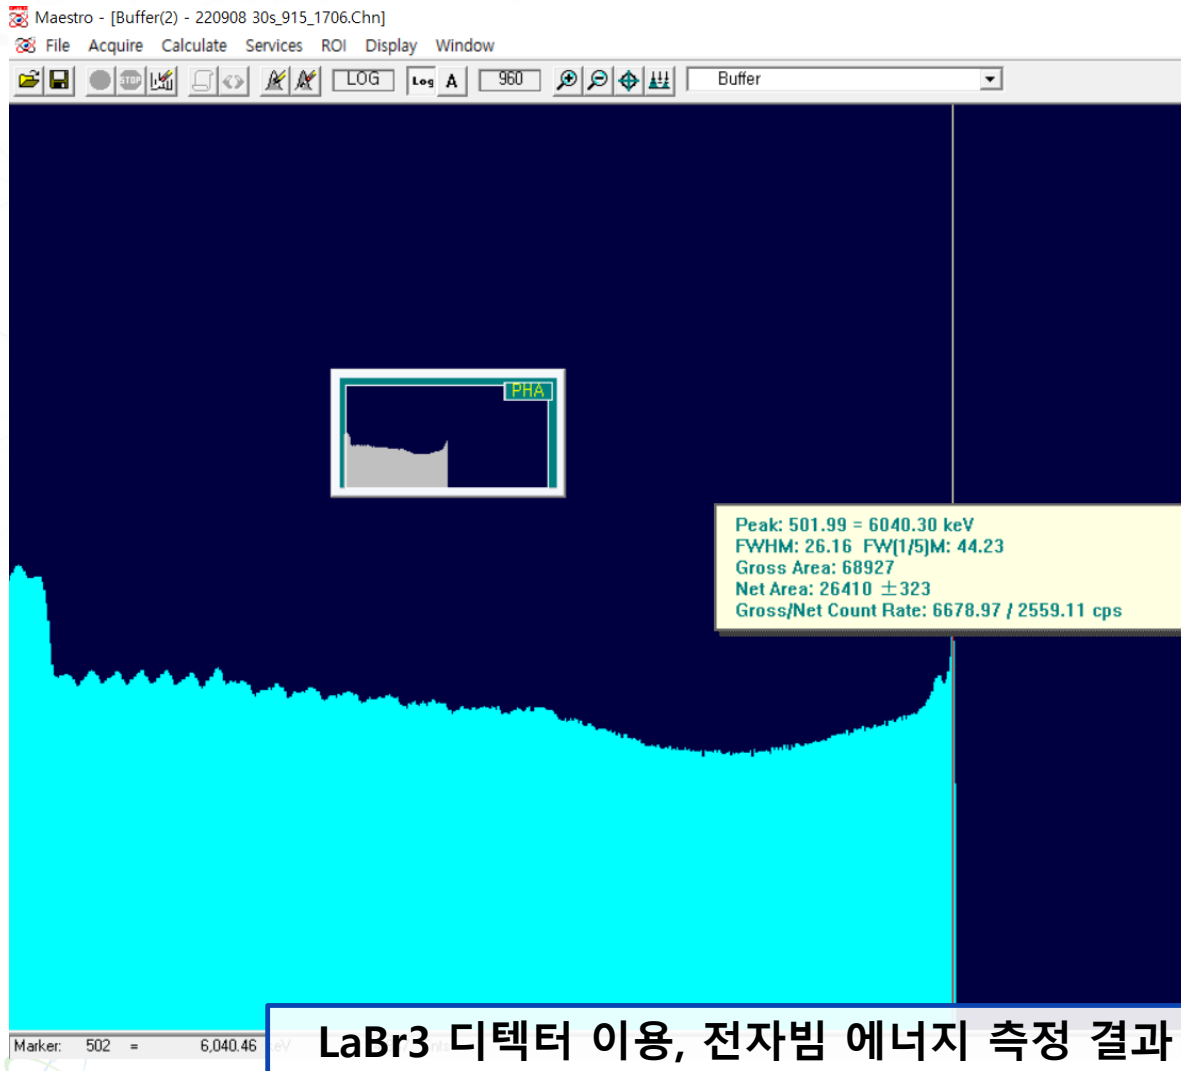 Maestro - [Buffer(2) - 220908 30s_915_1706.Chn]
File Acquire Calculate Services ROI Display Window
STOP LOG Log A 960 Buffer
PHA
Peak: 501.99 = 6040.30 keV
FWHM: 26.16 FW(1/5)M: 44.23
Gross Area: 68927
Net Area: 26410 ±323
Gross/Net Count Rate: 6678.97 / 2559.11 cps
Marker: 502 = 6,040.46 keV
LaBr3 디텍터 이용, 전자빔 에너지 측정 결과